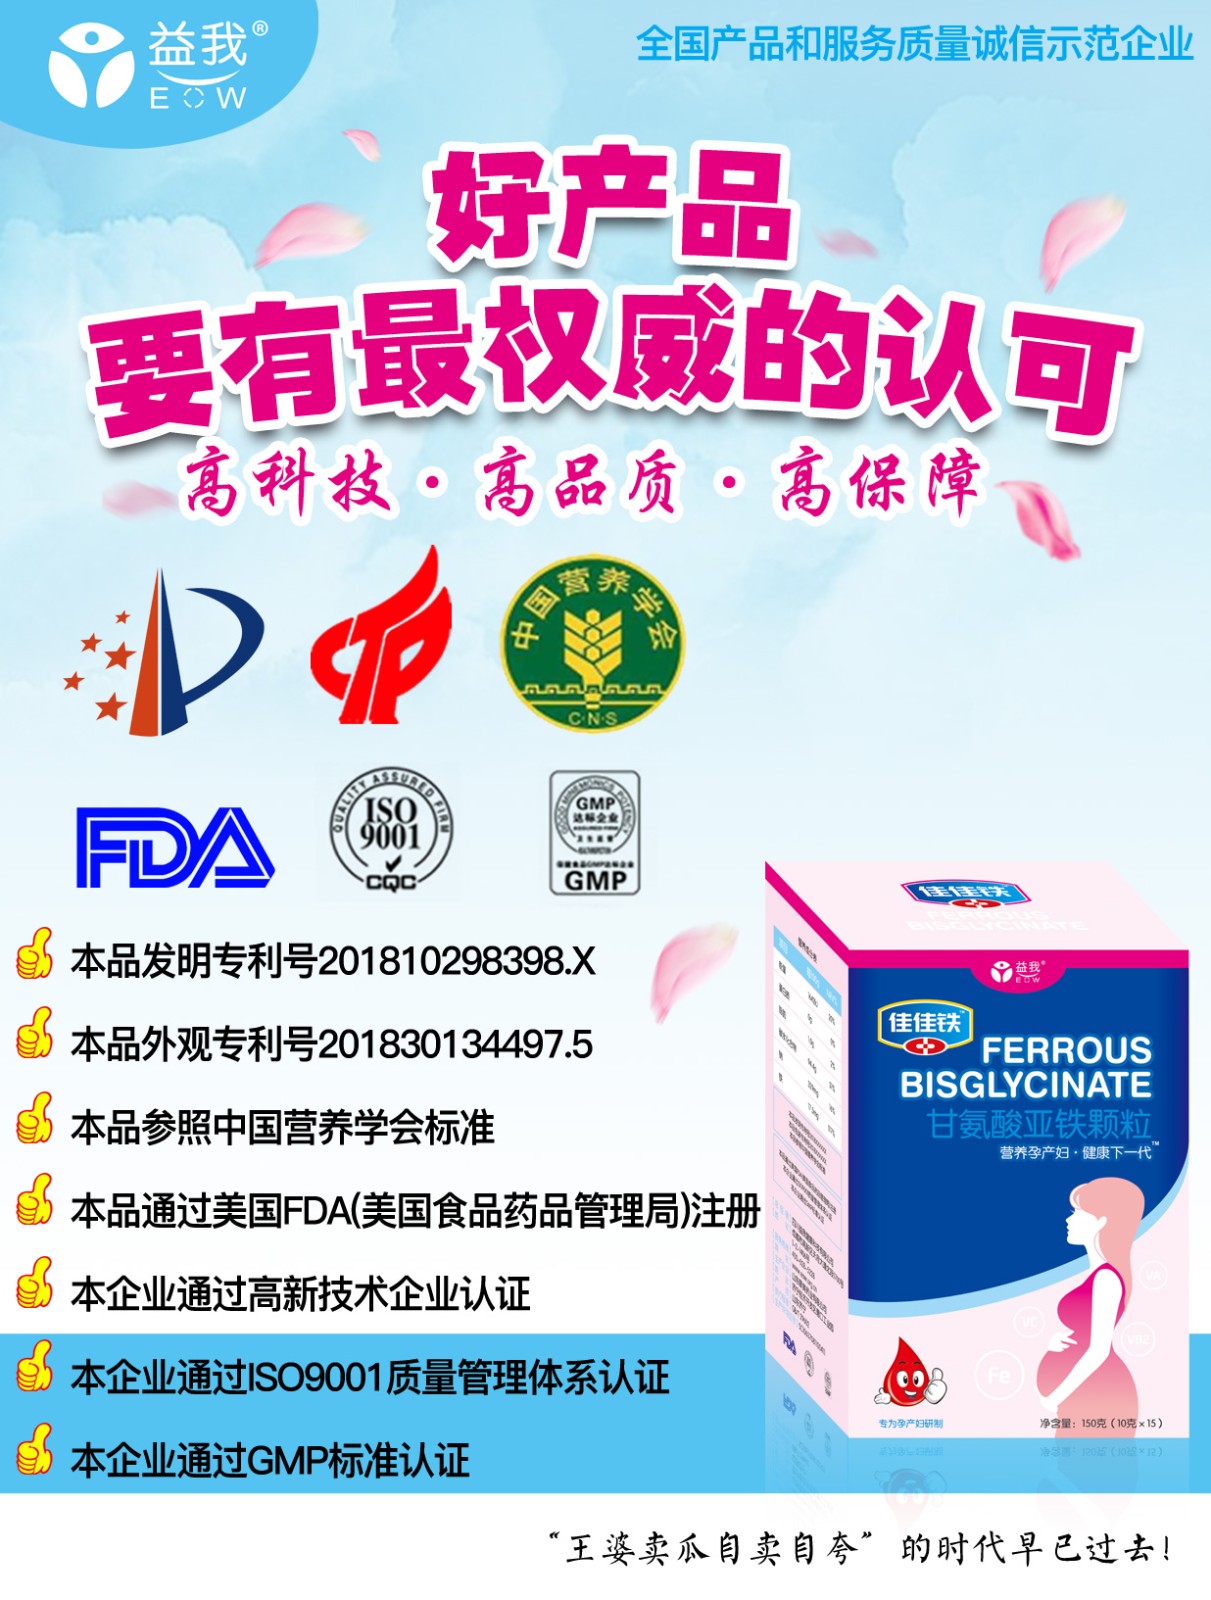 益我®
EOW
全国产品和服务质量诚信示范企业
好产品
要有最权威的认可
高科技·高品质·高保障
中国营养学会
C·N·S
FDA
QUALITY ASSURED FIRM
ISO
9001
CQC
GMP
达标企业
GMP
本品发明专利号201810298398.X
本品外观专利号201830134497.5
本品参照中国营养学会标准
本品通过美国FDA(美国食品药品管理局)注册
本企业通过高新技术企业认证
本企业通过ISO9001质量管理体系认证
本企业通过GMP标准认证
佳佳铁
FERROUS
BISGLYCINATE
益我®
EOW
佳佳铁™
FERROUS
BISGLYCINATE
甘氨酸亚铁颗粒
营养孕产妇·健康下一代™
VA
VC
Fe
专为孕产妇研制
净含量：150克（10克×15）
FDA
“王婆卖瓜自卖自夸”的时代早已过去！